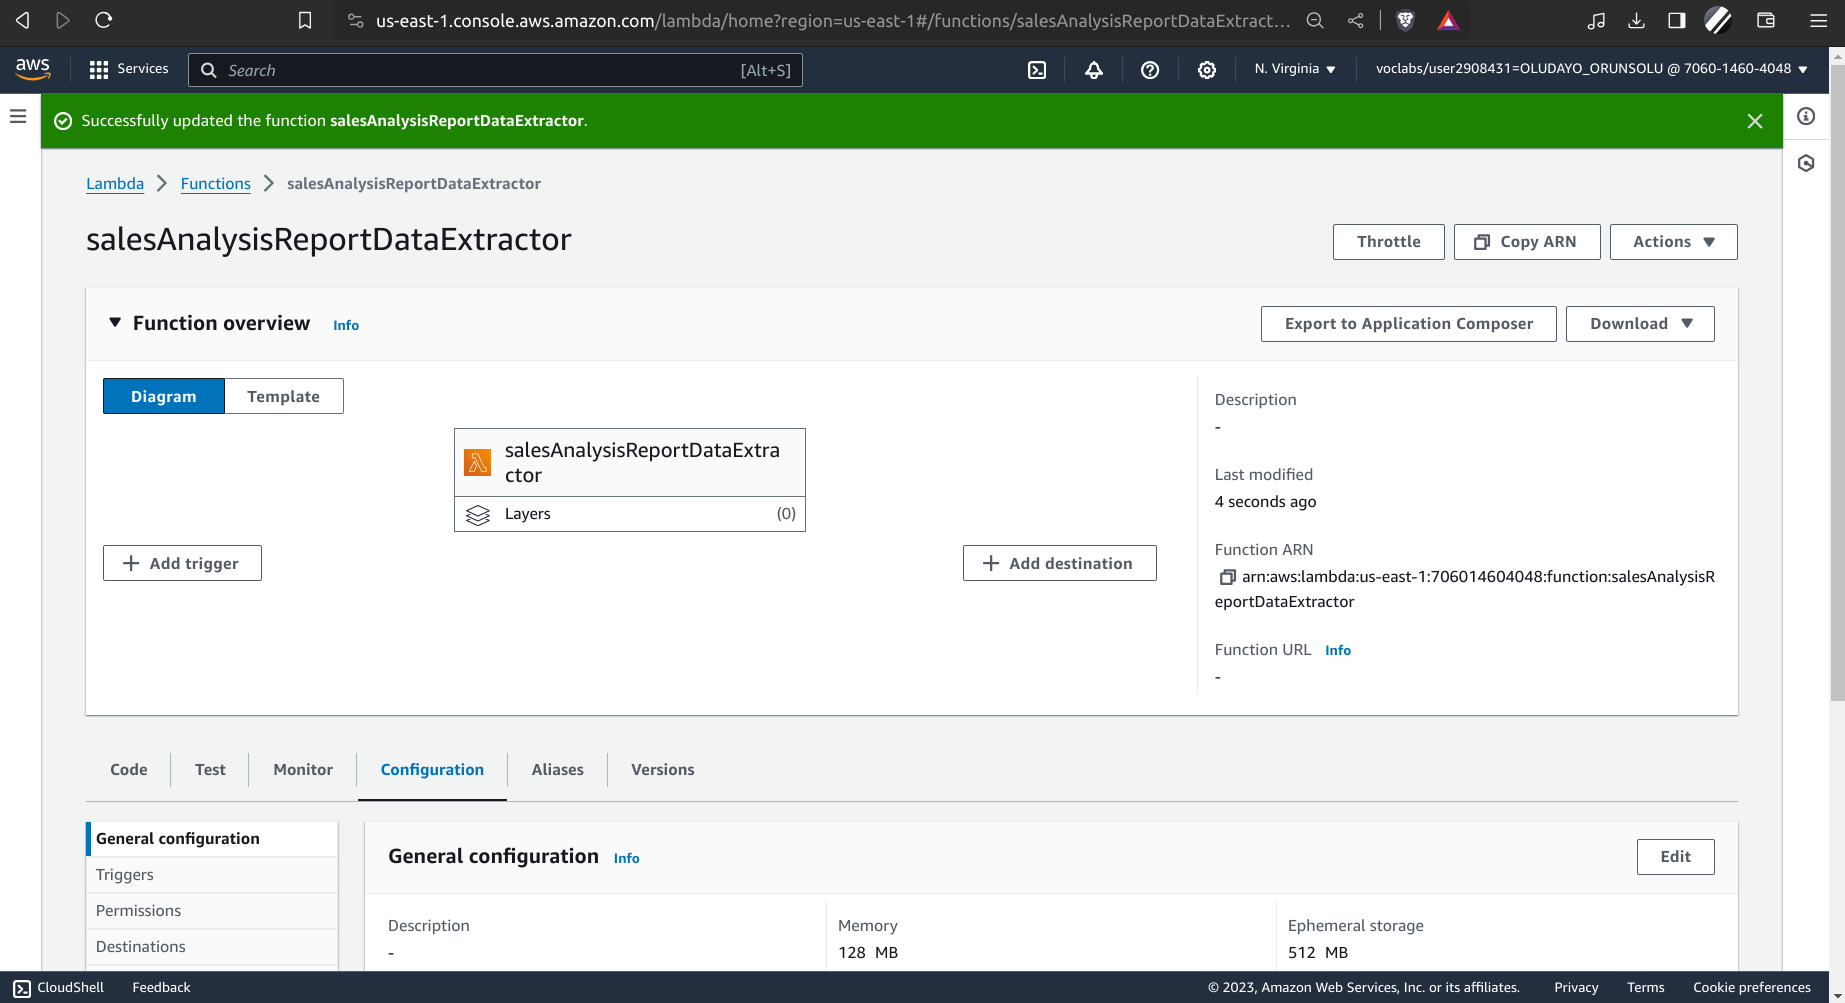 us-east-1.console.aws.amazon.com/lambda/home?region=us-east-1#/functions/salesAnalysisReportDataExtract...
aws
Services
Search [Alt+S]
N. Virginia
voclabs/user2908431=OLUDAYO_ORUNSOLU @ 7060-1460-4048
Successfully updated the function salesAnalysisReportDataExtractor.
Lambda
Functions
salesAnalysisReportDataExtractor
salesAnalysisReportDataExtractor
Throttle
Copy ARN
Actions
Function overview Info
Export to Application Composer
Download
Diagram
Template
salesAnalysisReportDataExtra
ctor
Layers (0)
+ Add trigger
+ Add destination
Description
-
Last modified
4 seconds ago
Function ARN
arn:aws:lambda:us-east-1:706014604048:function:salesAnalysisR
eportDataExtractor
Function URL Info
-
Code
Test
Monitor
Configuration
Aliases
Versions
General configuration
Triggers
Permissions
Destinations
General configuration Info
Edit
Description
-
Memory
128 MB
Ephemeral storage
512 MB
CloudShell
Feedback
© 2023, Amazon Web Services, Inc. or its affiliates.
Privacy
Terms
Cookie preferences